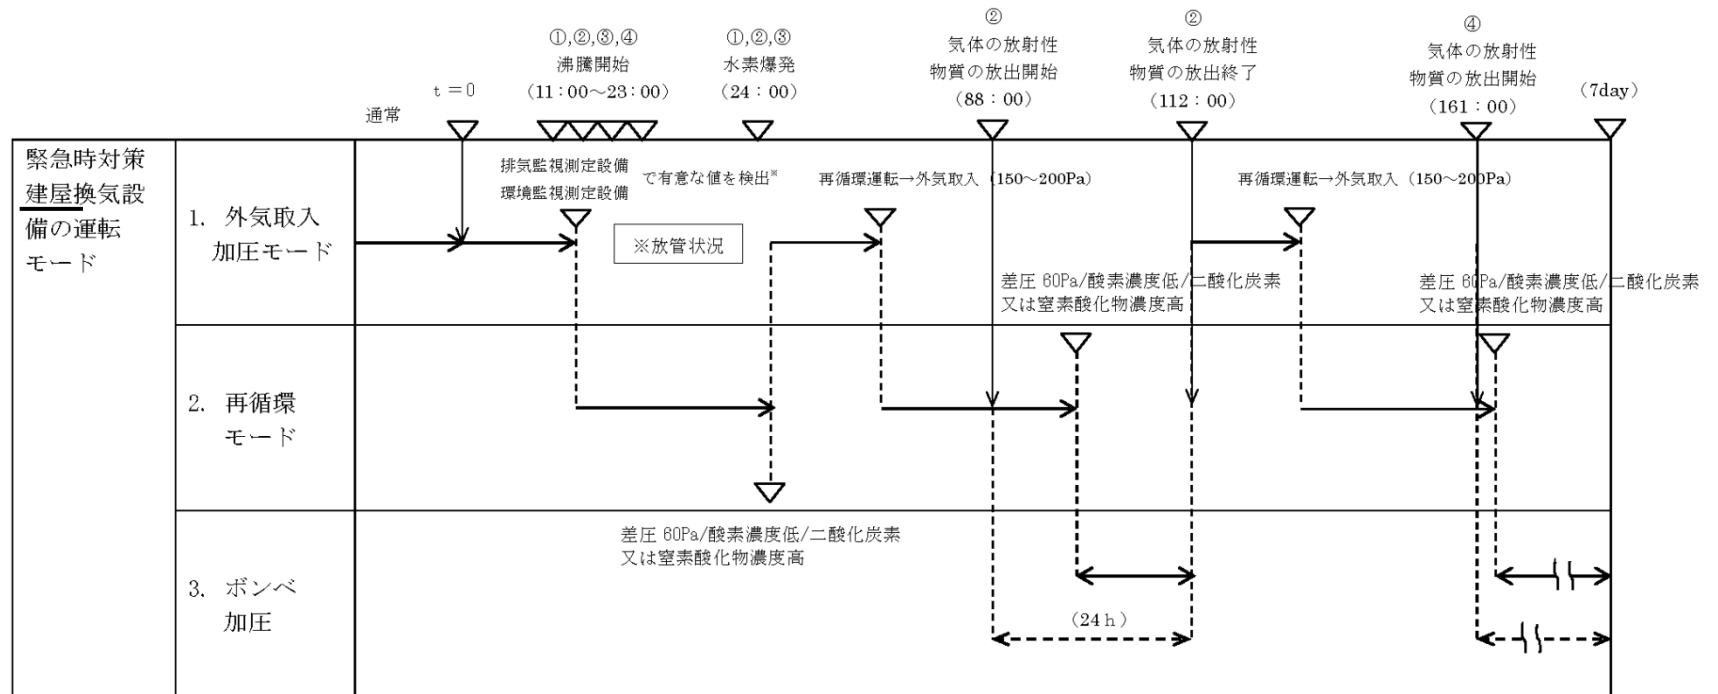 ①,②,③,④
沸騰開始
(11：00～23：00)
①,②,③
水素爆発
(24：00)
②
気体の放射性
物質の放出開始
(88：00)
②
気体の放射性
物質の放出終了
(112：00)
④
気体の放射性
物質の放出開始
(161：00)
(7day)
通常
t＝0
緊急時対策
建屋換気設
備の運転
モード
1. 外気取入
加圧モード
排気監視測定設備
環境監視測定設備
で有意な値を検出※
※放管状況
再循環運転→外気取入（150～200Pa）
再循環運転→外気取入（150～200Pa）
差圧 60Pa/酸素濃度低/二酸化炭素
又は窒素酸化物濃度高
差圧 60Pa/酸素濃度低/二酸化炭素
又は窒素酸化物濃度高
2. 再循環
モード
差圧 60Pa/酸素濃度低/二酸化炭素
又は窒素酸化物濃度高
3. ボンベ
加圧
(24h)